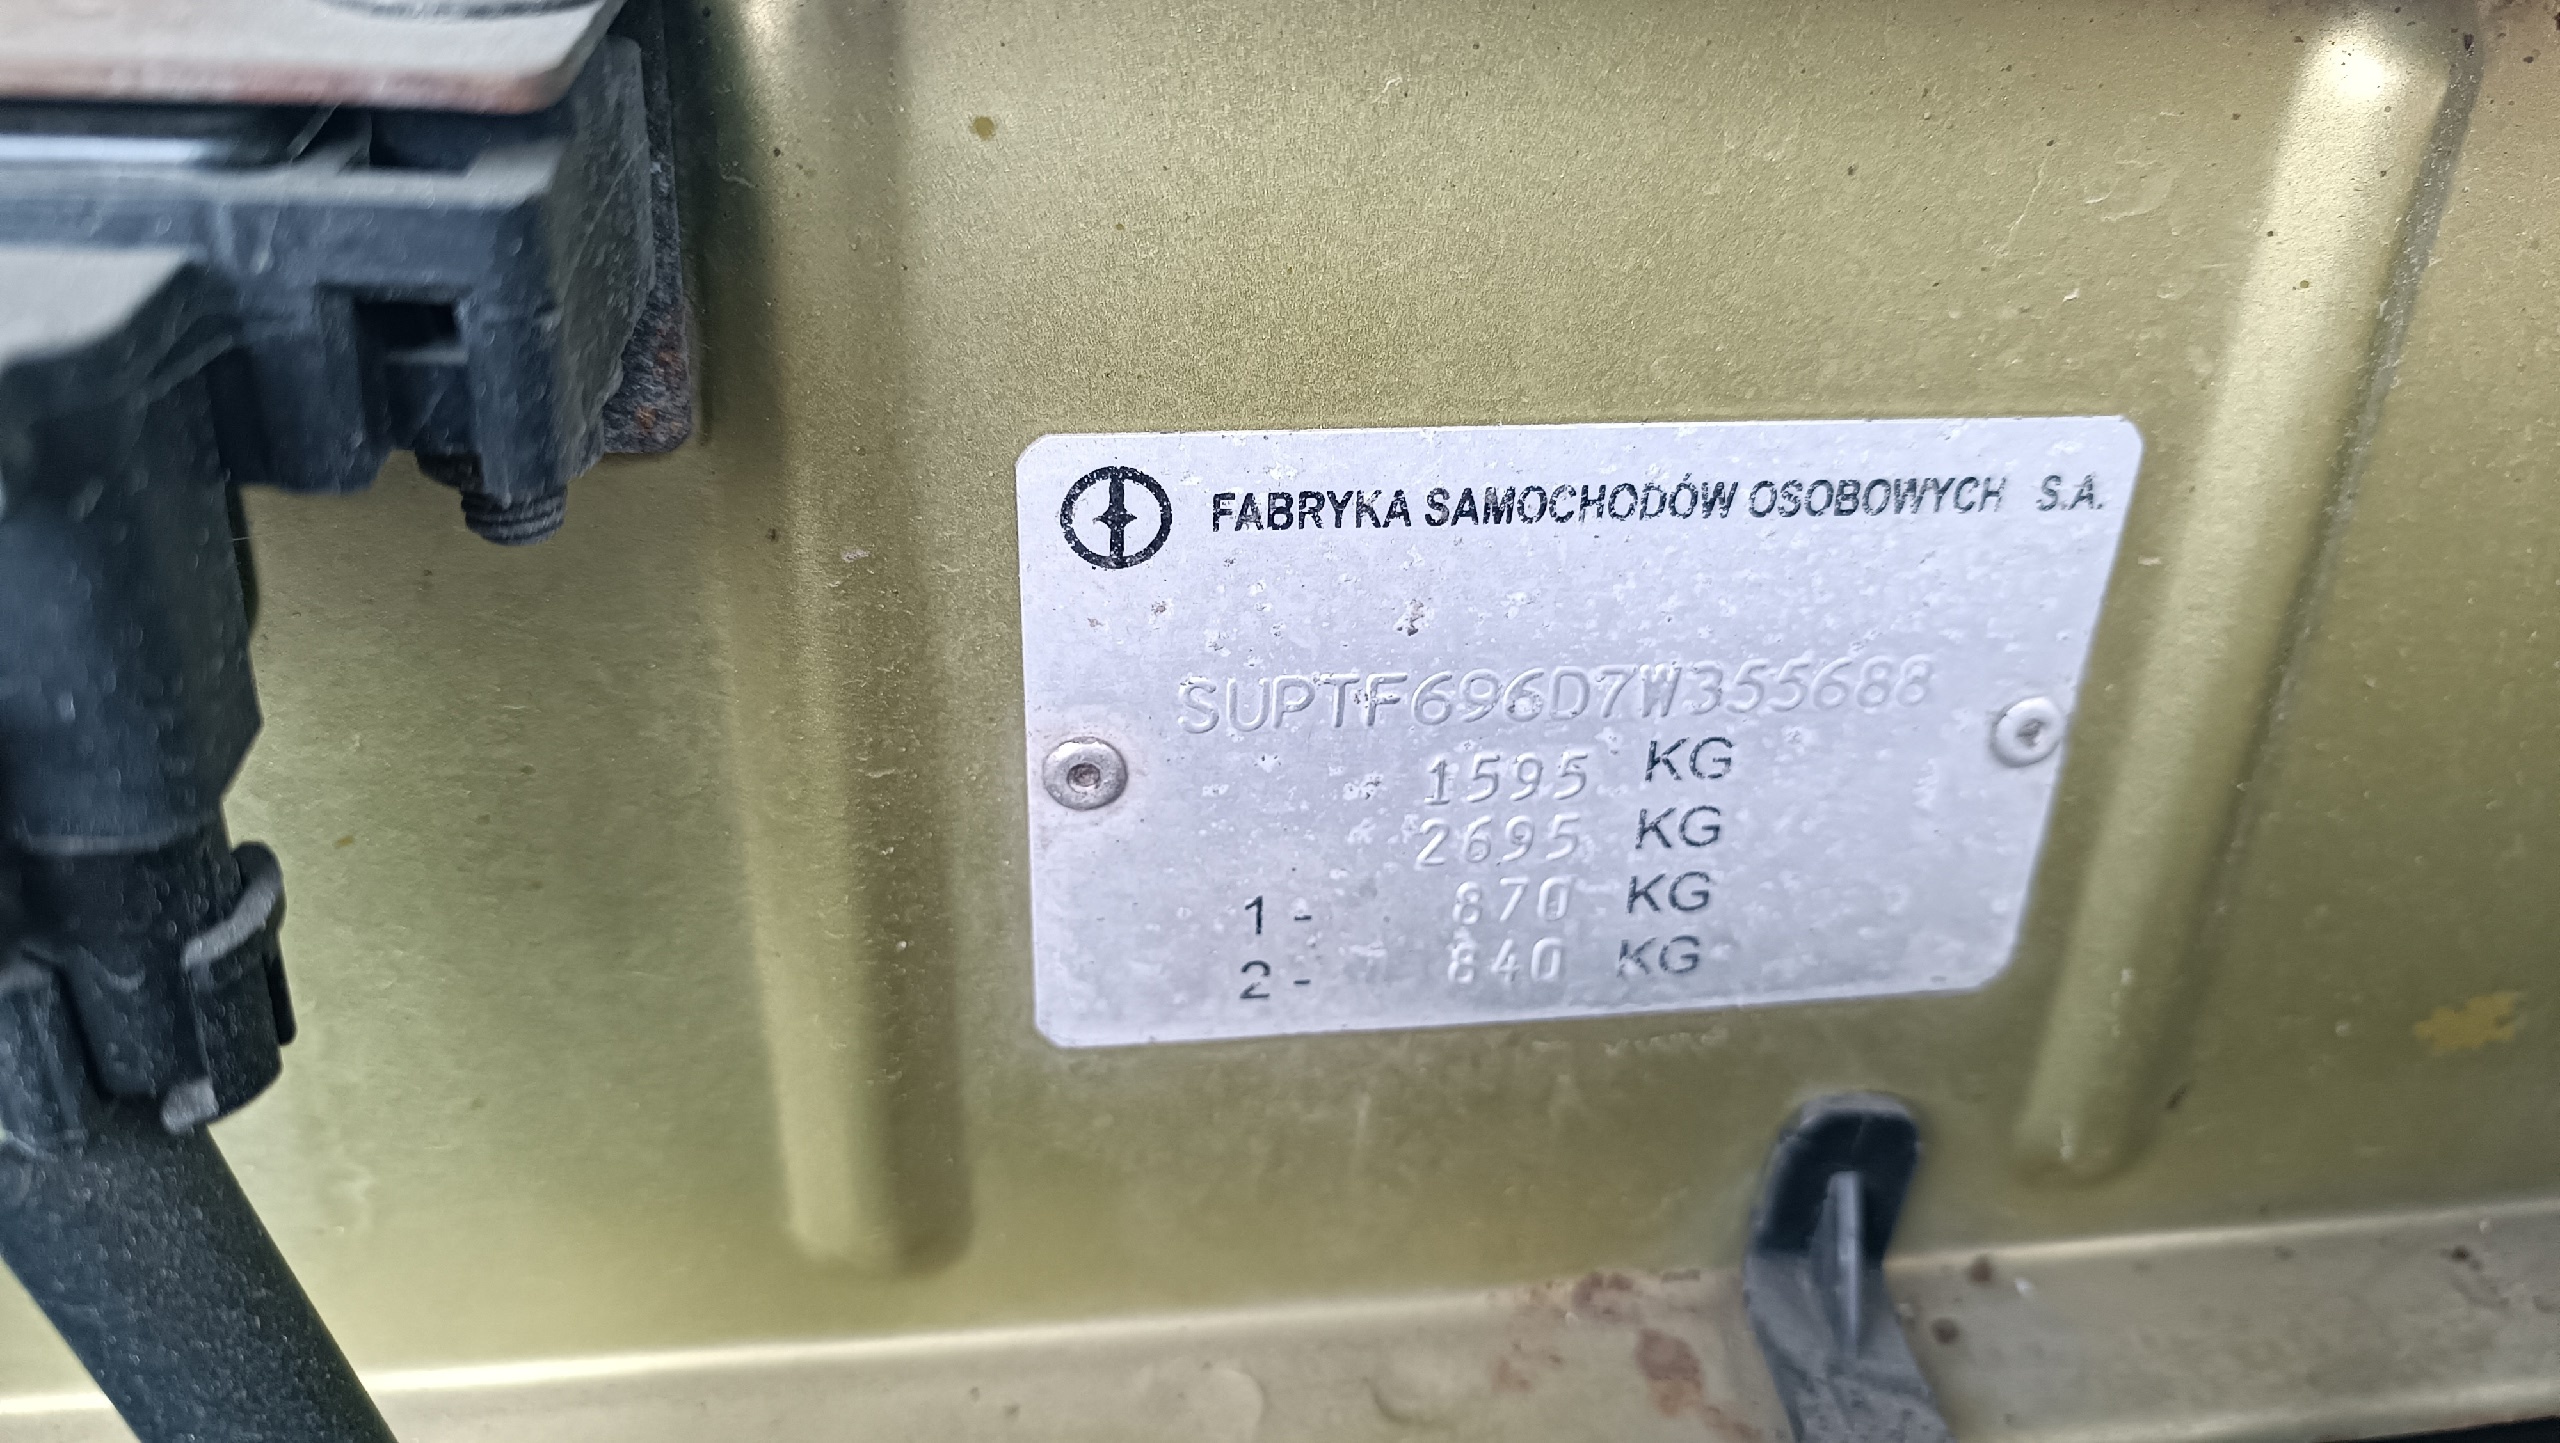 FABRYKA SAMOCHODÓW OSOBOWYCH S.A.
SUPTF696D7W355688
1595 KG
2695 KG
1 - 870 KG
2 - 840 KG